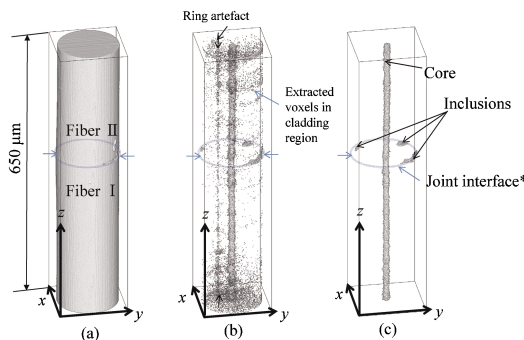 Ring artefact
Extracted voxels in cladding region
Core
Inclusions
Joint interface*
650 μm
Fiber Ⅱ
Fiber Ⅰ
z
x
y
(a)
z
x
y
(b)
z
x
y
(c)